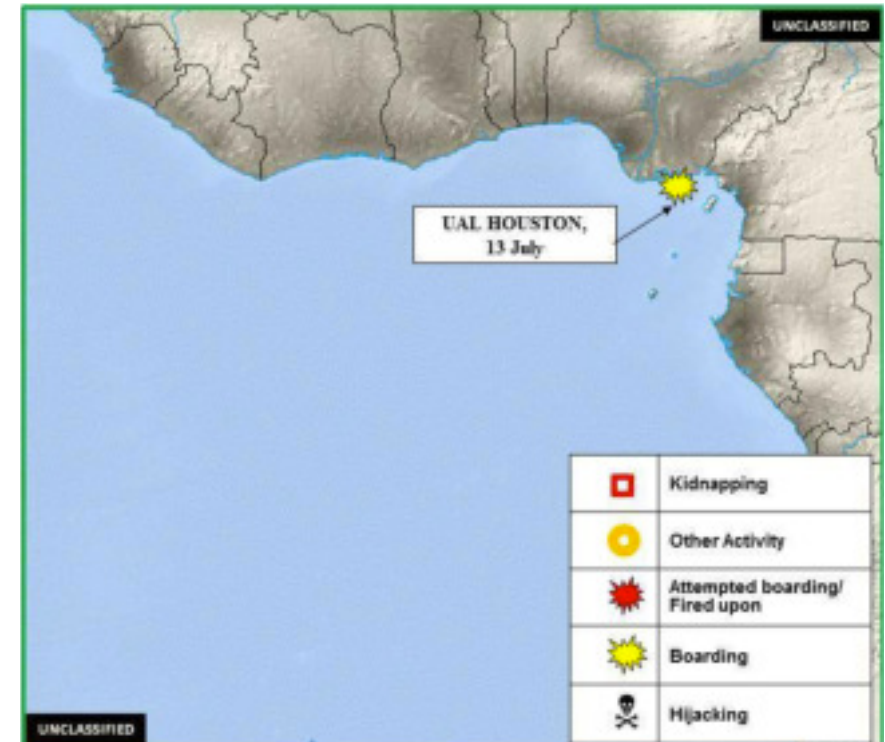 UNCLASSIFIED
UAL HOUSTON,
13 July
Kidnapping
Other Activity
Attempted boarding/
Fired upon
Boarding
Hijacking
UNCLASSIFIED